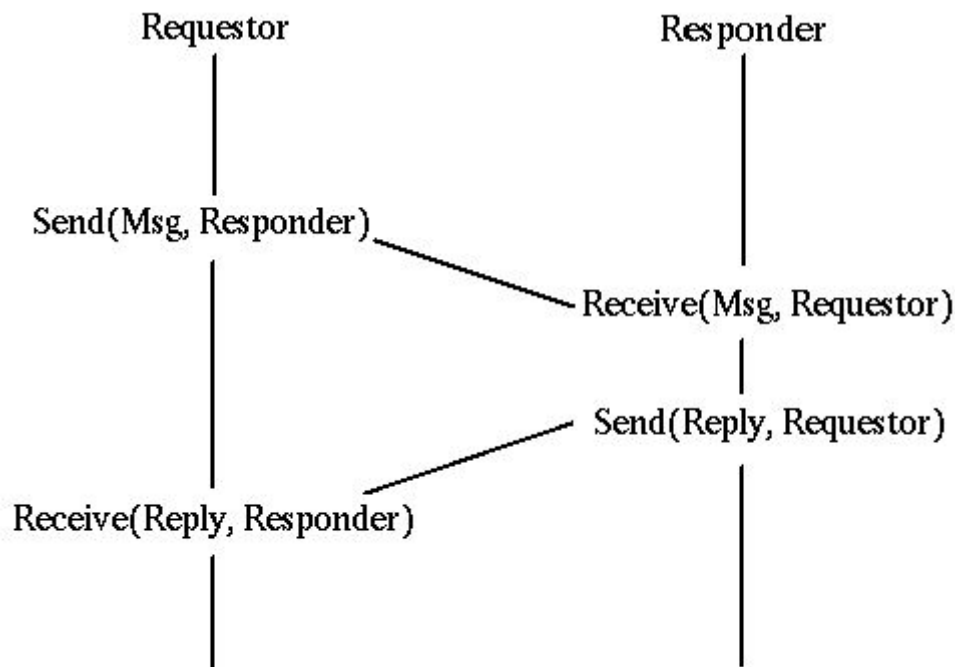 Requestor
Responder
Send(Msg, Responder)
Receive(Msg, Requestor)
Send(Reply, Requestor)
Receive(Reply, Responder)